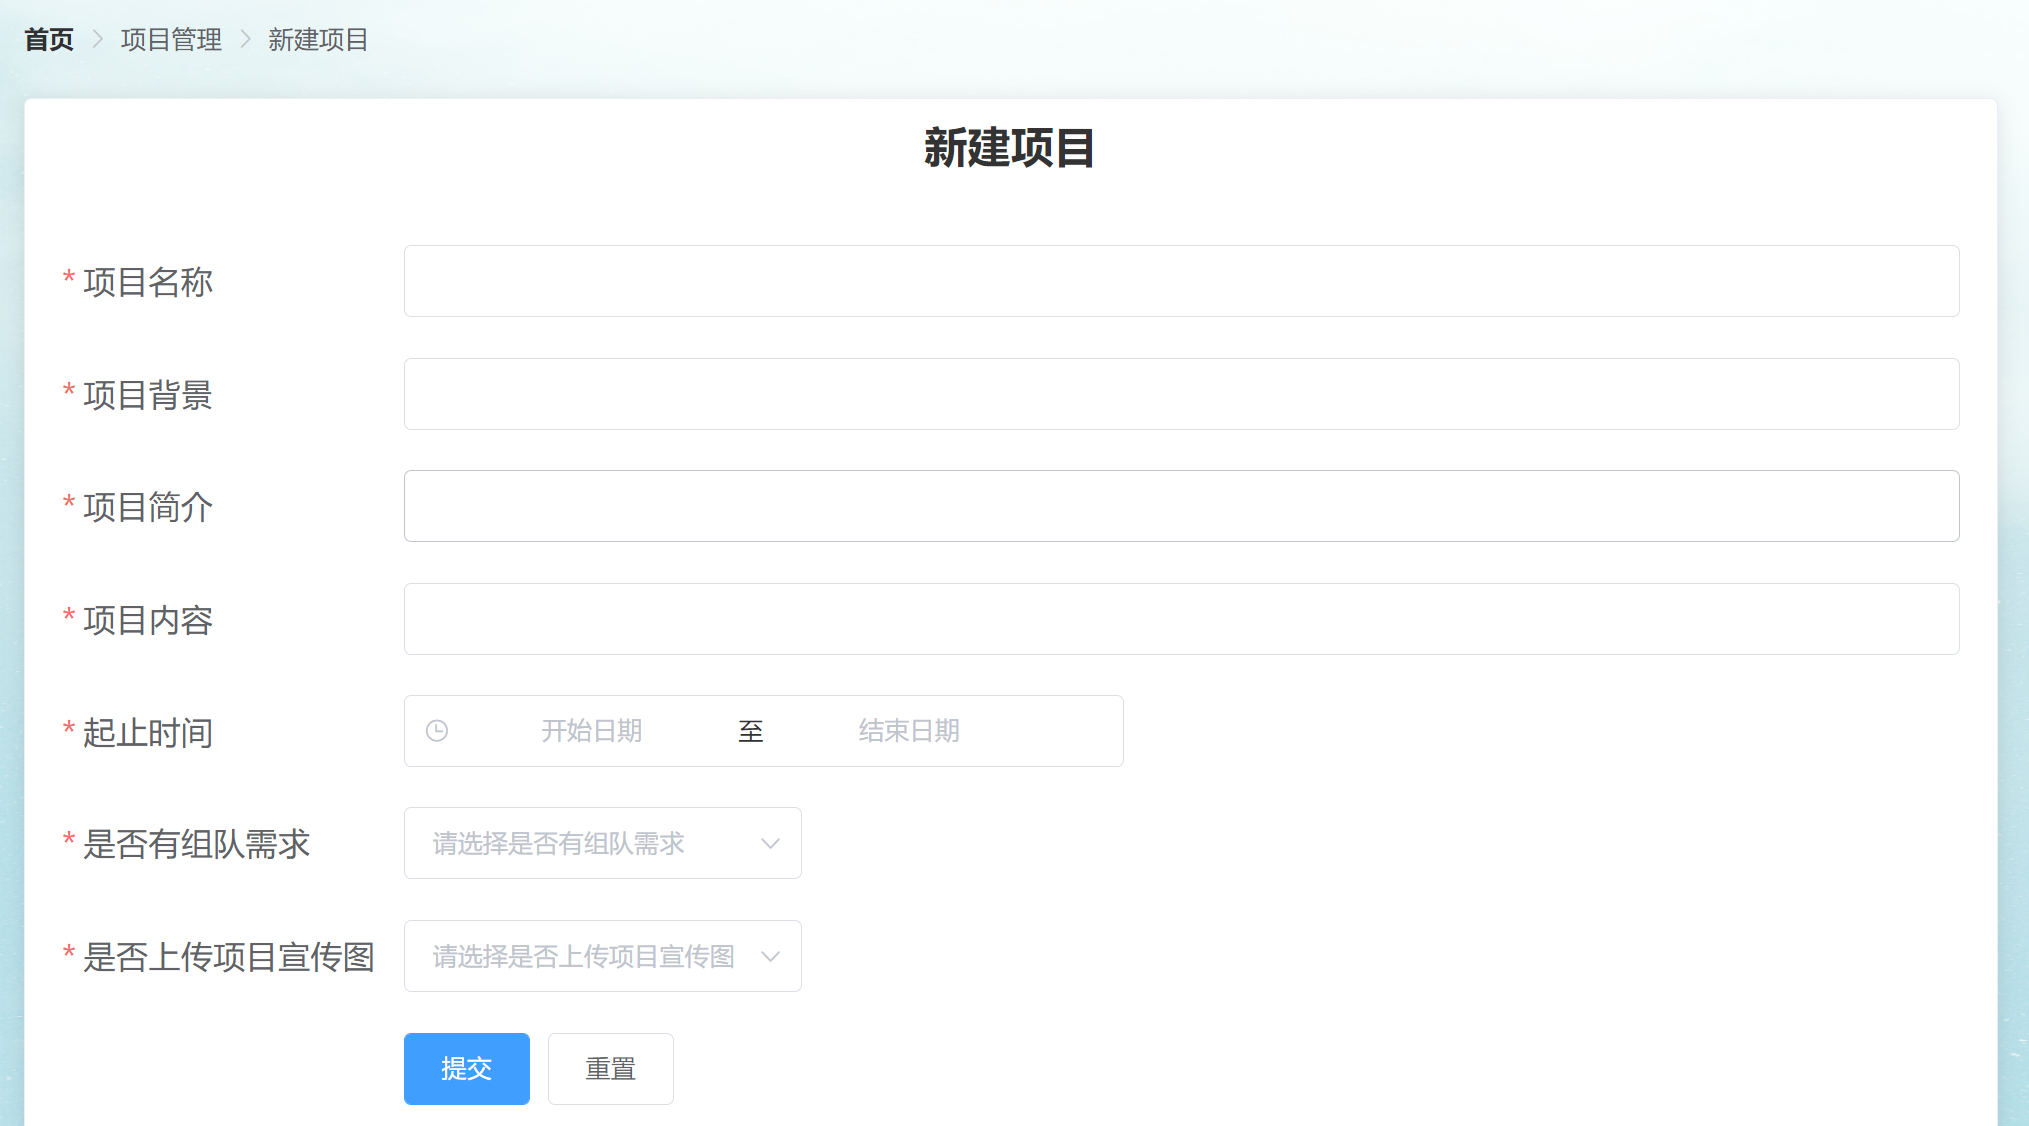 首页 > 项目管理 > 新建项目
新建项目
* 项目名称
* 项目背景
* 项目简介
* 项目内容
* 起止时间 开始日期 至 结束日期
* 是否有组队需求 请选择是否有组队需求
* 是否上传项目宣传图 请选择是否上传项目宣传图
提交 重置